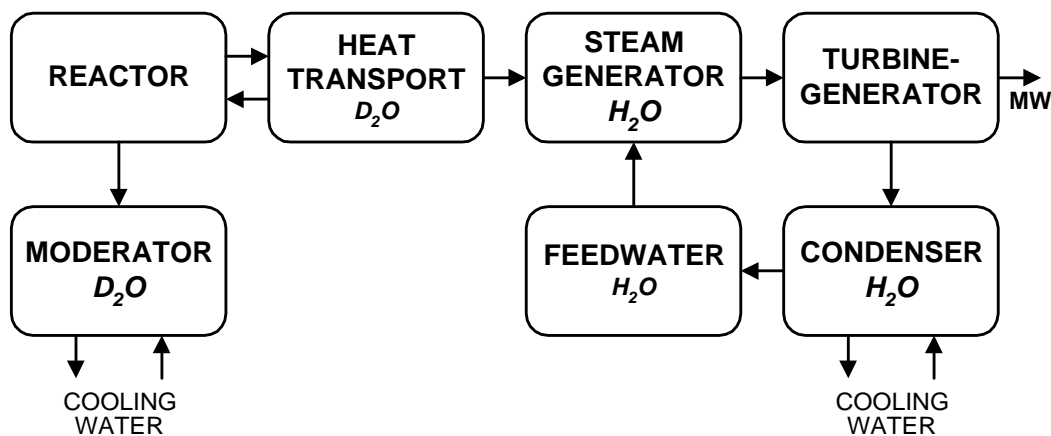 REACTOR
HEAT
TRANSPORT
D₂O
STEAM
GENERATOR
H₂O
TURBINE-
GENERATOR
MW
MODERATOR
D₂O
FEEDWATER
H₂O
CONDENSER
H₂O
COOLING
WATER
COOLING
WATER